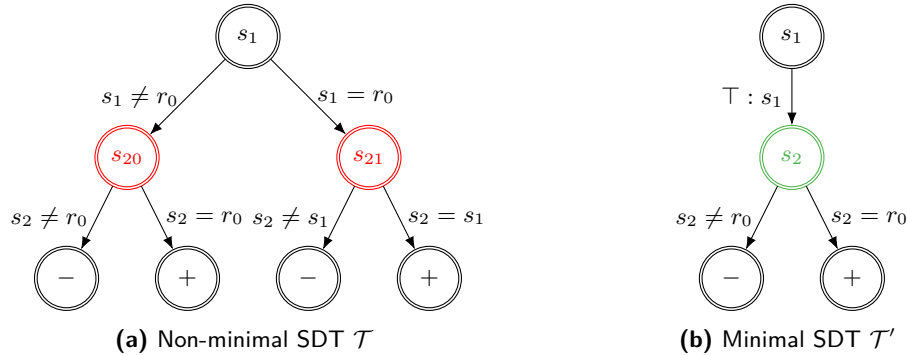 s₁ s₁
s₁ ≠ r₀ s₁ = r₀ ⊤ : s₁
s₂₀ s₂₁ s₂
s₂ ≠ r₀ s₂ = r₀ s₂ ≠ s₁ s₂ = s₁ s₂ ≠ r₀ s₂ = r₀
− + − + − +
(a) Non-minimal SDT 𝒯 (b) Minimal SDT 𝒯′